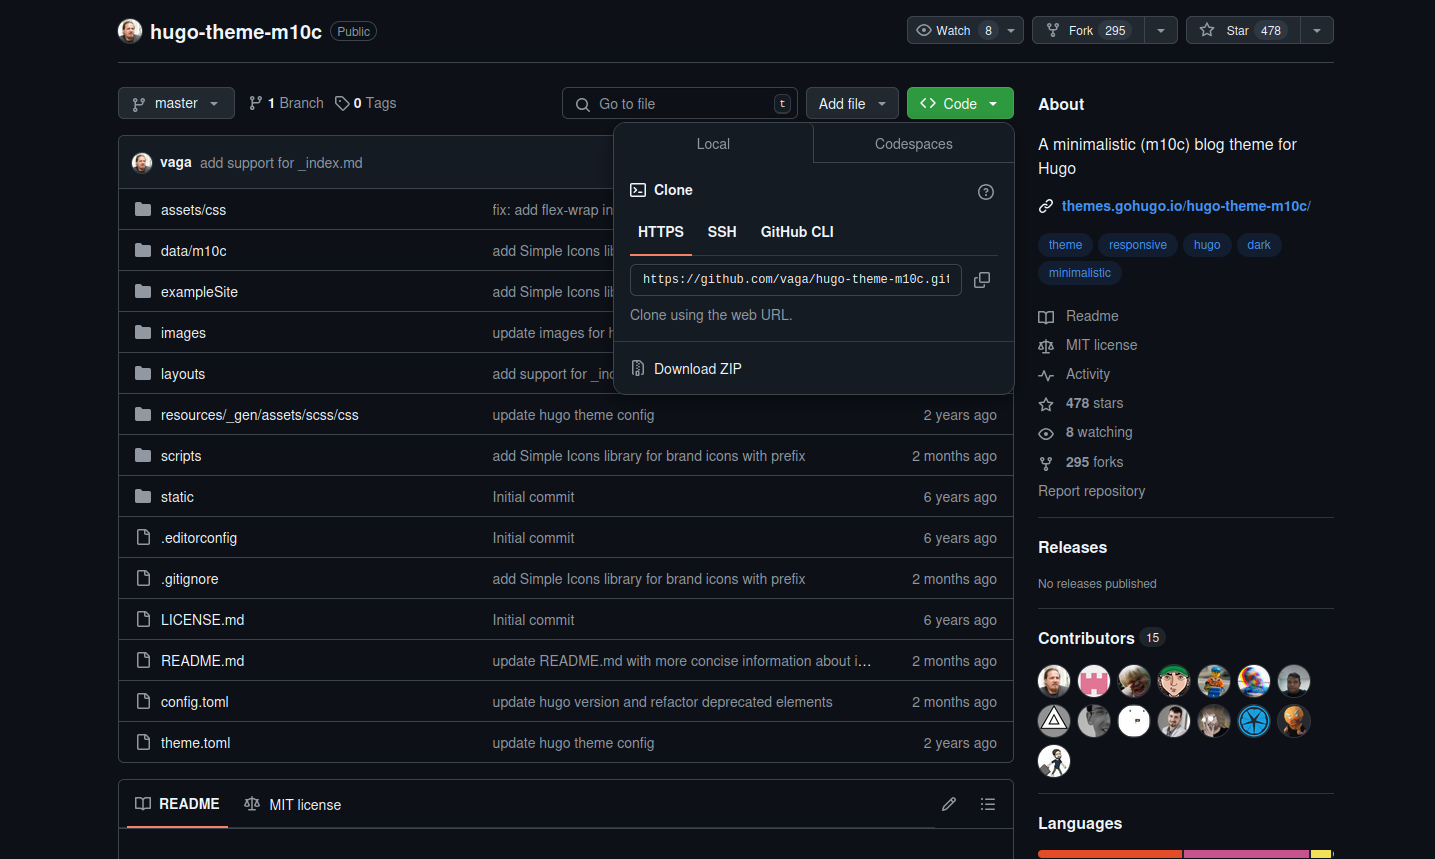 hugo-theme-m10c Public Watch 8 Fork 295 Star 478
master 1 Branch 0 Tags Go to file t Add file Code
vaga add support for _index.md
assets/css fix: add flex-wrap in
data/m10c add Simple Icons lib
exampleSite add Simple Icons lib
images update images for h
layouts add support for _ind
resources/_gen/assets/scss/css update hugo theme config 2 years ago
scripts add Simple Icons library for brand icons with prefix 2 months ago
static Initial commit 6 years ago
.editorconfig Initial commit 6 years ago
.gitignore add Simple Icons library for brand icons with prefix 2 months ago
LICENSE.md Initial commit 6 years ago
README.md update README.md with more concise information about i… 2 months ago
config.toml update hugo version and refactor deprecated elements 2 months ago
theme.toml update hugo theme config 2 years ago
README MIT license
Local Codespaces
Clone
HTTPS SSH GitHub CLI
https://github.com/vaga/hugo-theme-m10c.git
Clone using the web URL.
Download ZIP
About
A minimalistic (m10c) blog theme for
Hugo
themes.gohugo.io/hugo-theme-m10c/
theme responsive hugo dark
minimalistic
Readme
MIT license
Activity
478 stars
8 watching
295 forks
Report repository
Releases
No releases published
Contributors 15
Languages